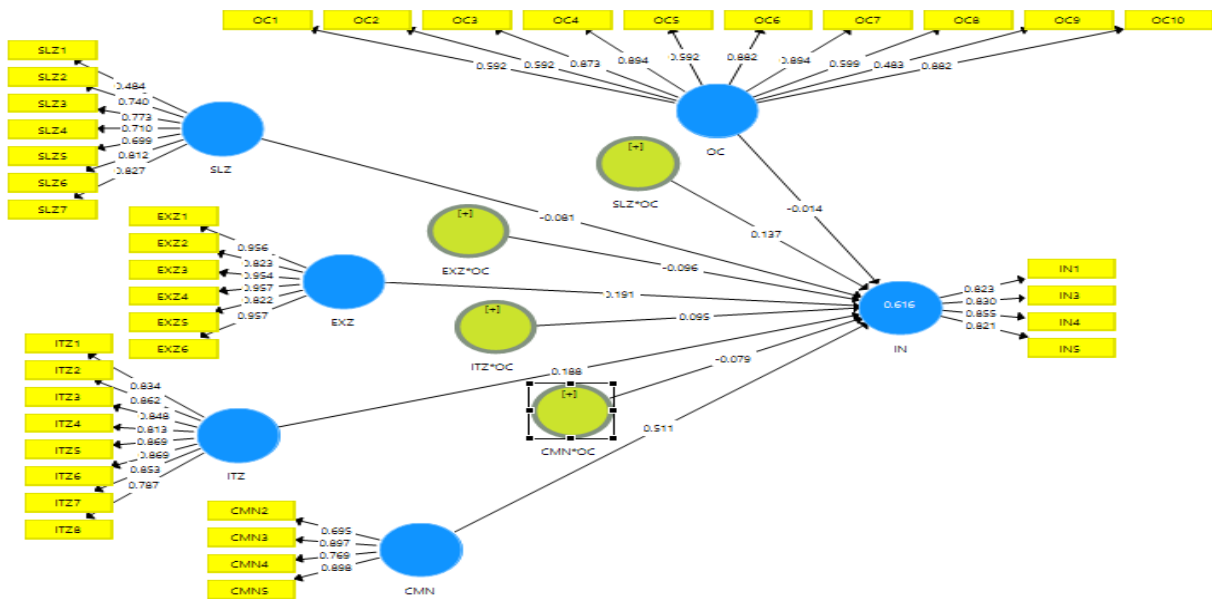 OC1 OC2 OC3 OC4 OC5 OC6 OC7 OC8 OC9 OC10
0.592 0.592 0.873 0.894 0.592 0.882 0.894 0.599 0.483 0.882
OC
SLZ1
SLZ2
SLZ3
SLZ4
SLZ5
SLZ6
SLZ7
0.484
0.740
0.773
0.710
0.699
0.812
0.827
SLZ
[+]
SLZ*OC
-0.014
-0.081
0.137
EXZ1
EXZ2
EXZ3
EXZ4
EXZ5
EXZ6
0.956
0.823
0.954
0.957
0.822
0.957
EXZ
[+]
EXZ*OC
-0.096
0.191
IN1
IN3
IN4
IN5
0.823
0.830
0.855
0.821
0.616
IN
[+]
ITZ*OC
0.095
ITZ1
ITZ2
ITZ3
ITZ4
ITZ5
ITZ6
ITZ7
ITZ8
0.834
0.862
0.848
0.813
0.869
0.869
0.853
0.787
ITZ
0.188
-0.079
[+]
CMN*OC
0.511
CMN2
CMN3
CMN4
CMN5
0.695
0.897
0.769
0.898
CMN